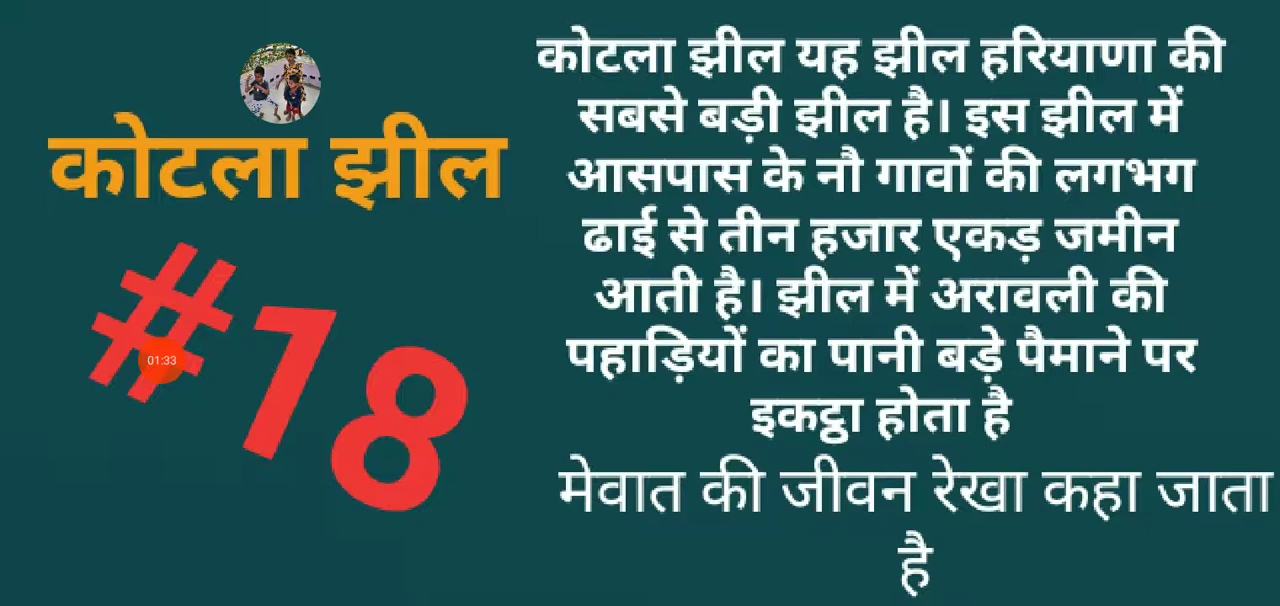 कोटला झील
#18
01:33
कोटला झील यह झील हरियाणा की
सबसे बड़ी झील है। इस झील में
आसपास के नौ गावों की लगभग
ढाई से तीन हजार एकड़ जमीन
आती है। झील में अरावली की
पहाड़ियों का पानी बड़े पैमाने पर
इकट्ठा होता है
मेवात की जीवन रेखा कहा जाता
है